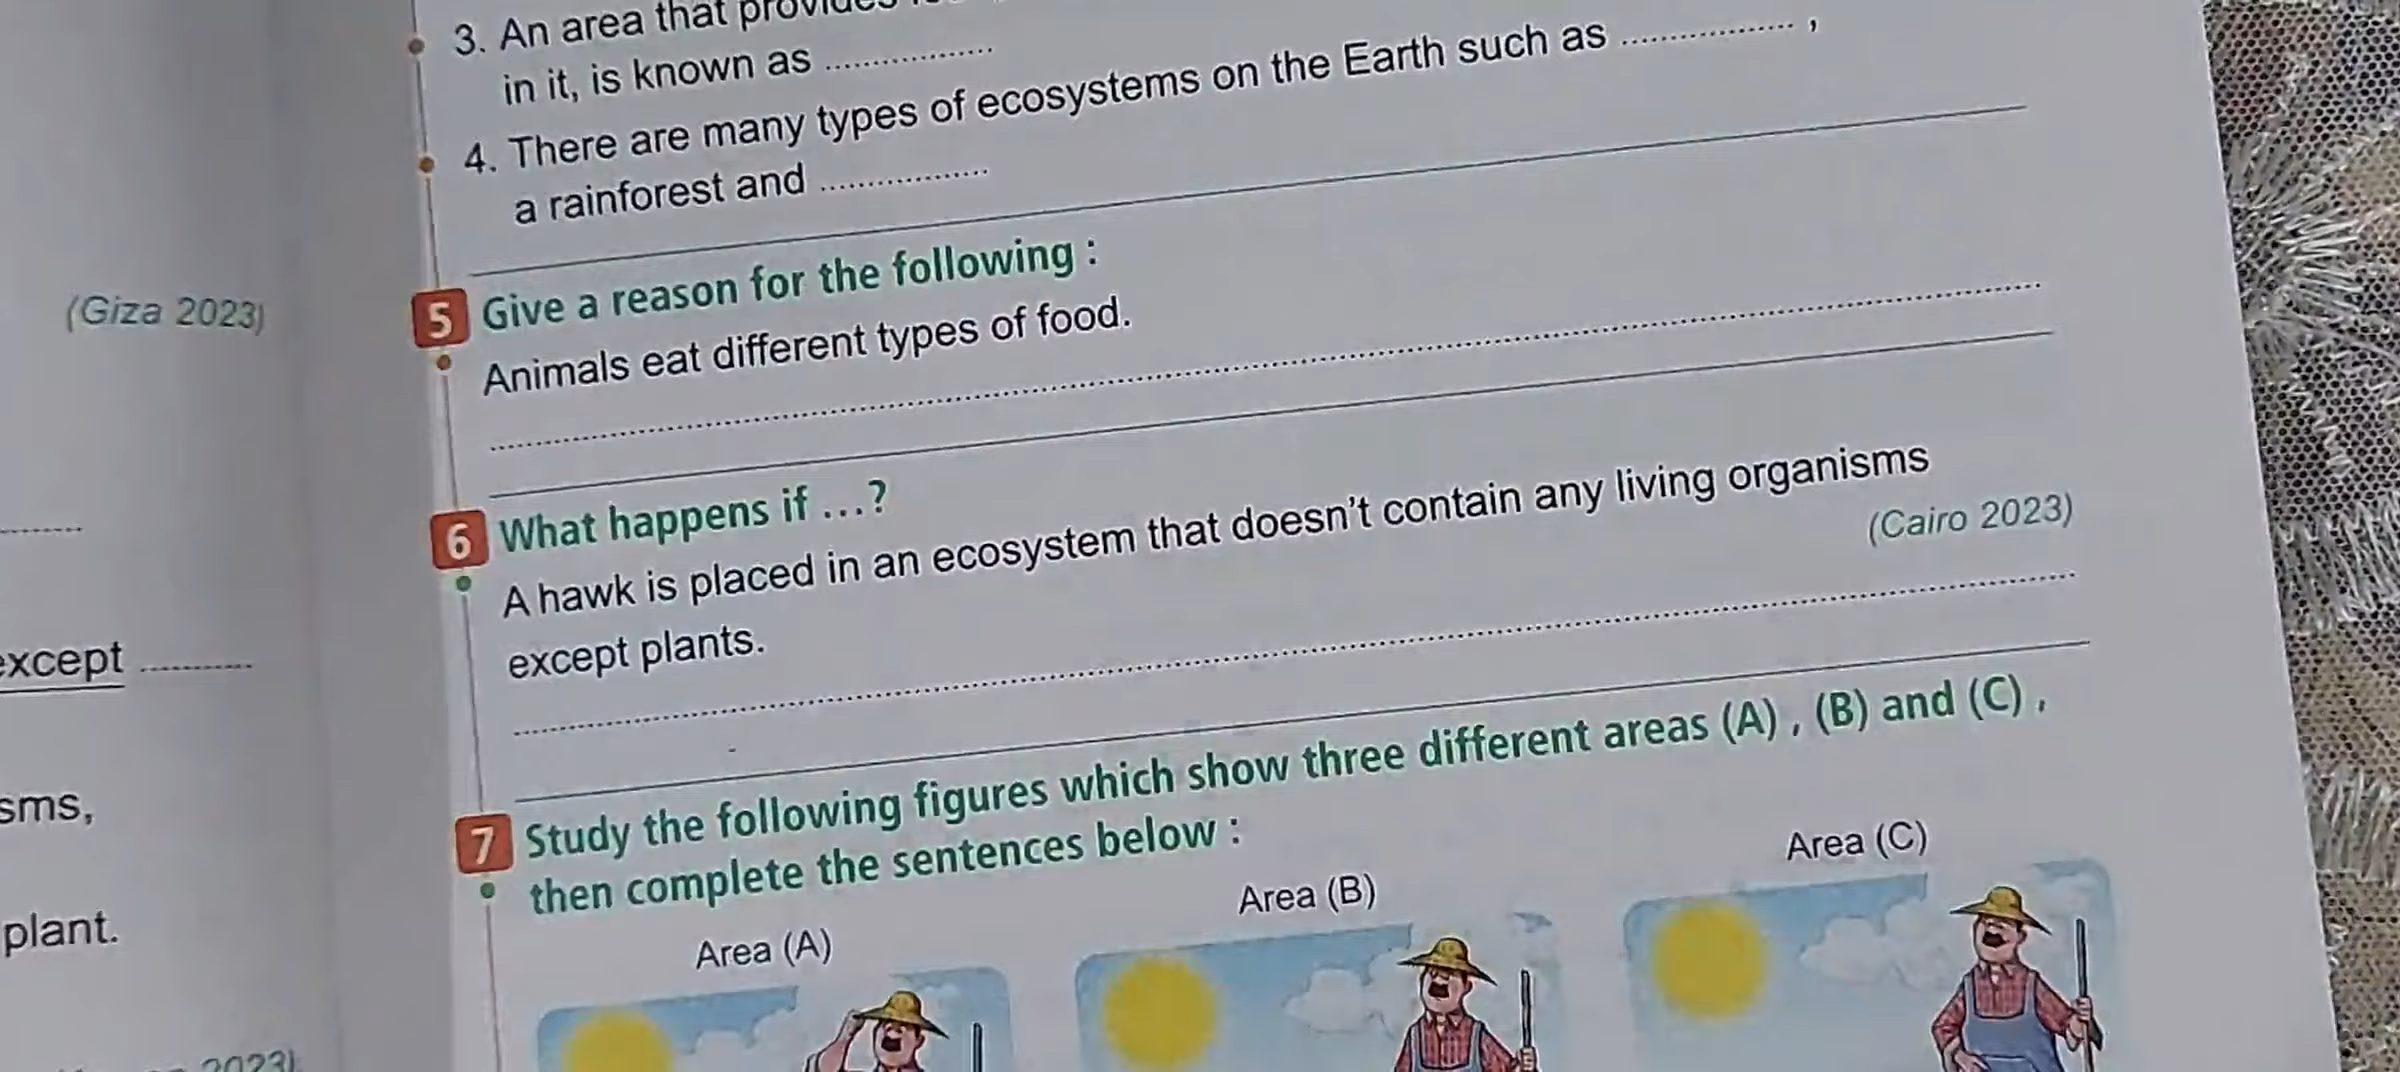 (Giza 2023)
except ............
sms,
plant.
2023)
3. An area that provides
in it, is known as ................
4. There are many types of ecosystems on the Earth such as ................ ,
a rainforest and ................
5 Give a reason for the following :
Animals eat different types of food.
6 What happens if ...?
A hawk is placed in an ecosystem that doesn't contain any living organisms
except plants.
(Cairo 2023)
7 Study the following figures which show three different areas (A) , (B) and (C) ,
then complete the sentences below :
Area (A)
Area (B)
Area (C)